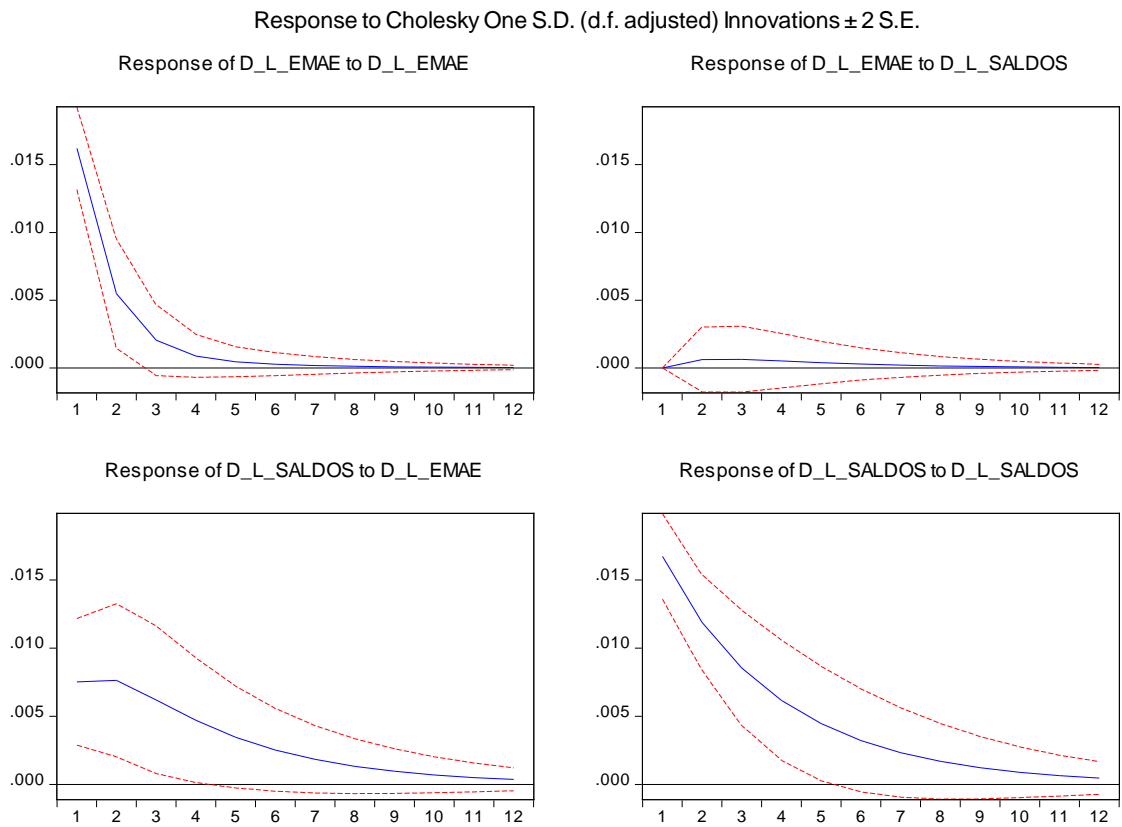 Response to Cholesky One S.D. (d.f. adjusted) Innovations ± 2 S.E.
Response of D_L_EMAE to D_L_EMAE
.015
.010
.005
.000
1 2 3 4 5 6 7 8 9 10 11 12
Response of D_L_EMAE to D_L_SALDOS
.015
.010
.005
.000
1 2 3 4 5 6 7 8 9 10 11 12
Response of D_L_SALDOS to D_L_EMAE
.015
.010
.005
.000
1 2 3 4 5 6 7 8 9 10 11 12
Response of D_L_SALDOS to D_L_SALDOS
.015
.010
.005
.000
1 2 3 4 5 6 7 8 9 10 11 12